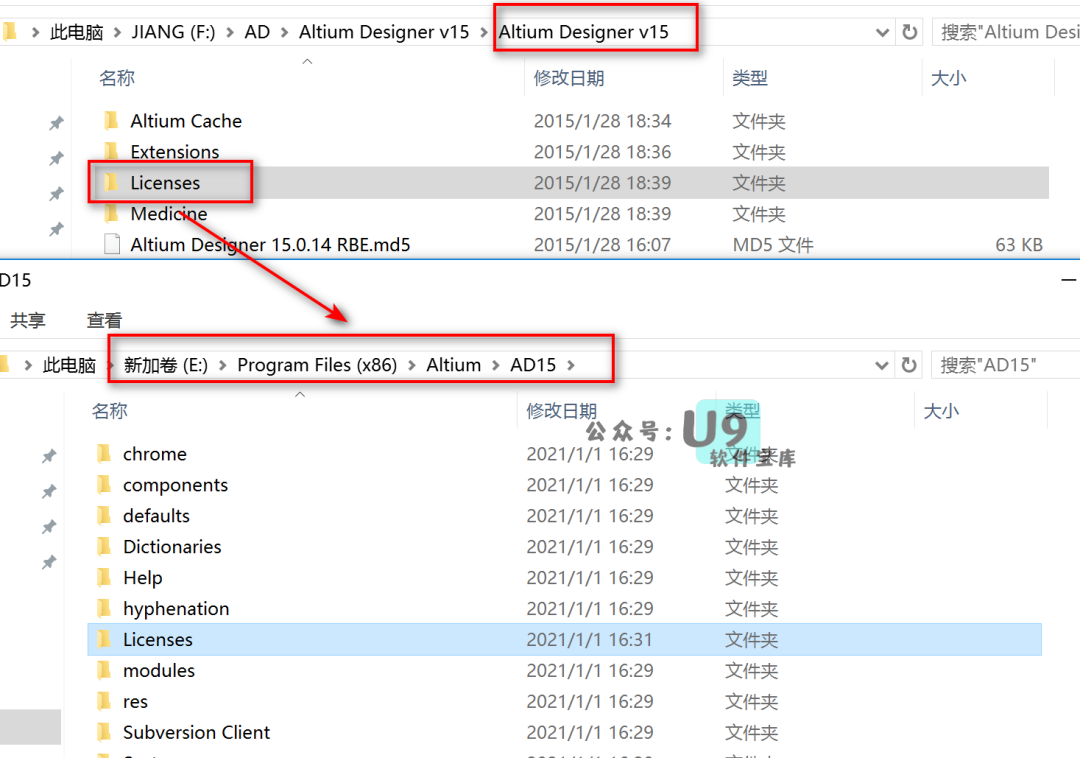 此电脑 > JIANG (F:) > AD > Altium Designer v15 > Altium Designer v15 搜索"Altium Desi
名称 修改日期 类型 大小
Altium Cache 2015/1/28 18:34 文件夹
Extensions 2015/1/28 18:36 文件夹
Licenses 2015/1/28 18:39 文件夹
Medicine 2015/1/28 18:39 文件夹
Altium Designer 15.0.14 RBE.md5 2015/1/28 16:07 MD5 文件 63 KB
D15
共享 查看
此电脑 > 新加卷 (E:) > Program Files (x86) > Altium > AD15 > 搜索"AD15"
名称 修改日期 类型 大小
公众号: U9
软件宝库
chrome 2021/1/1 16:29 文件夹
components 2021/1/1 16:29 文件夹
defaults 2021/1/1 16:29 文件夹
Dictionaries 2021/1/1 16:29 文件夹
Help 2021/1/1 16:29 文件夹
hyphenation 2021/1/1 16:29 文件夹
Licenses 2021/1/1 16:31 文件夹
modules 2021/1/1 16:29 文件夹
res 2021/1/1 16:29 文件夹
Subversion Client 2021/1/1 16:29 文件夹